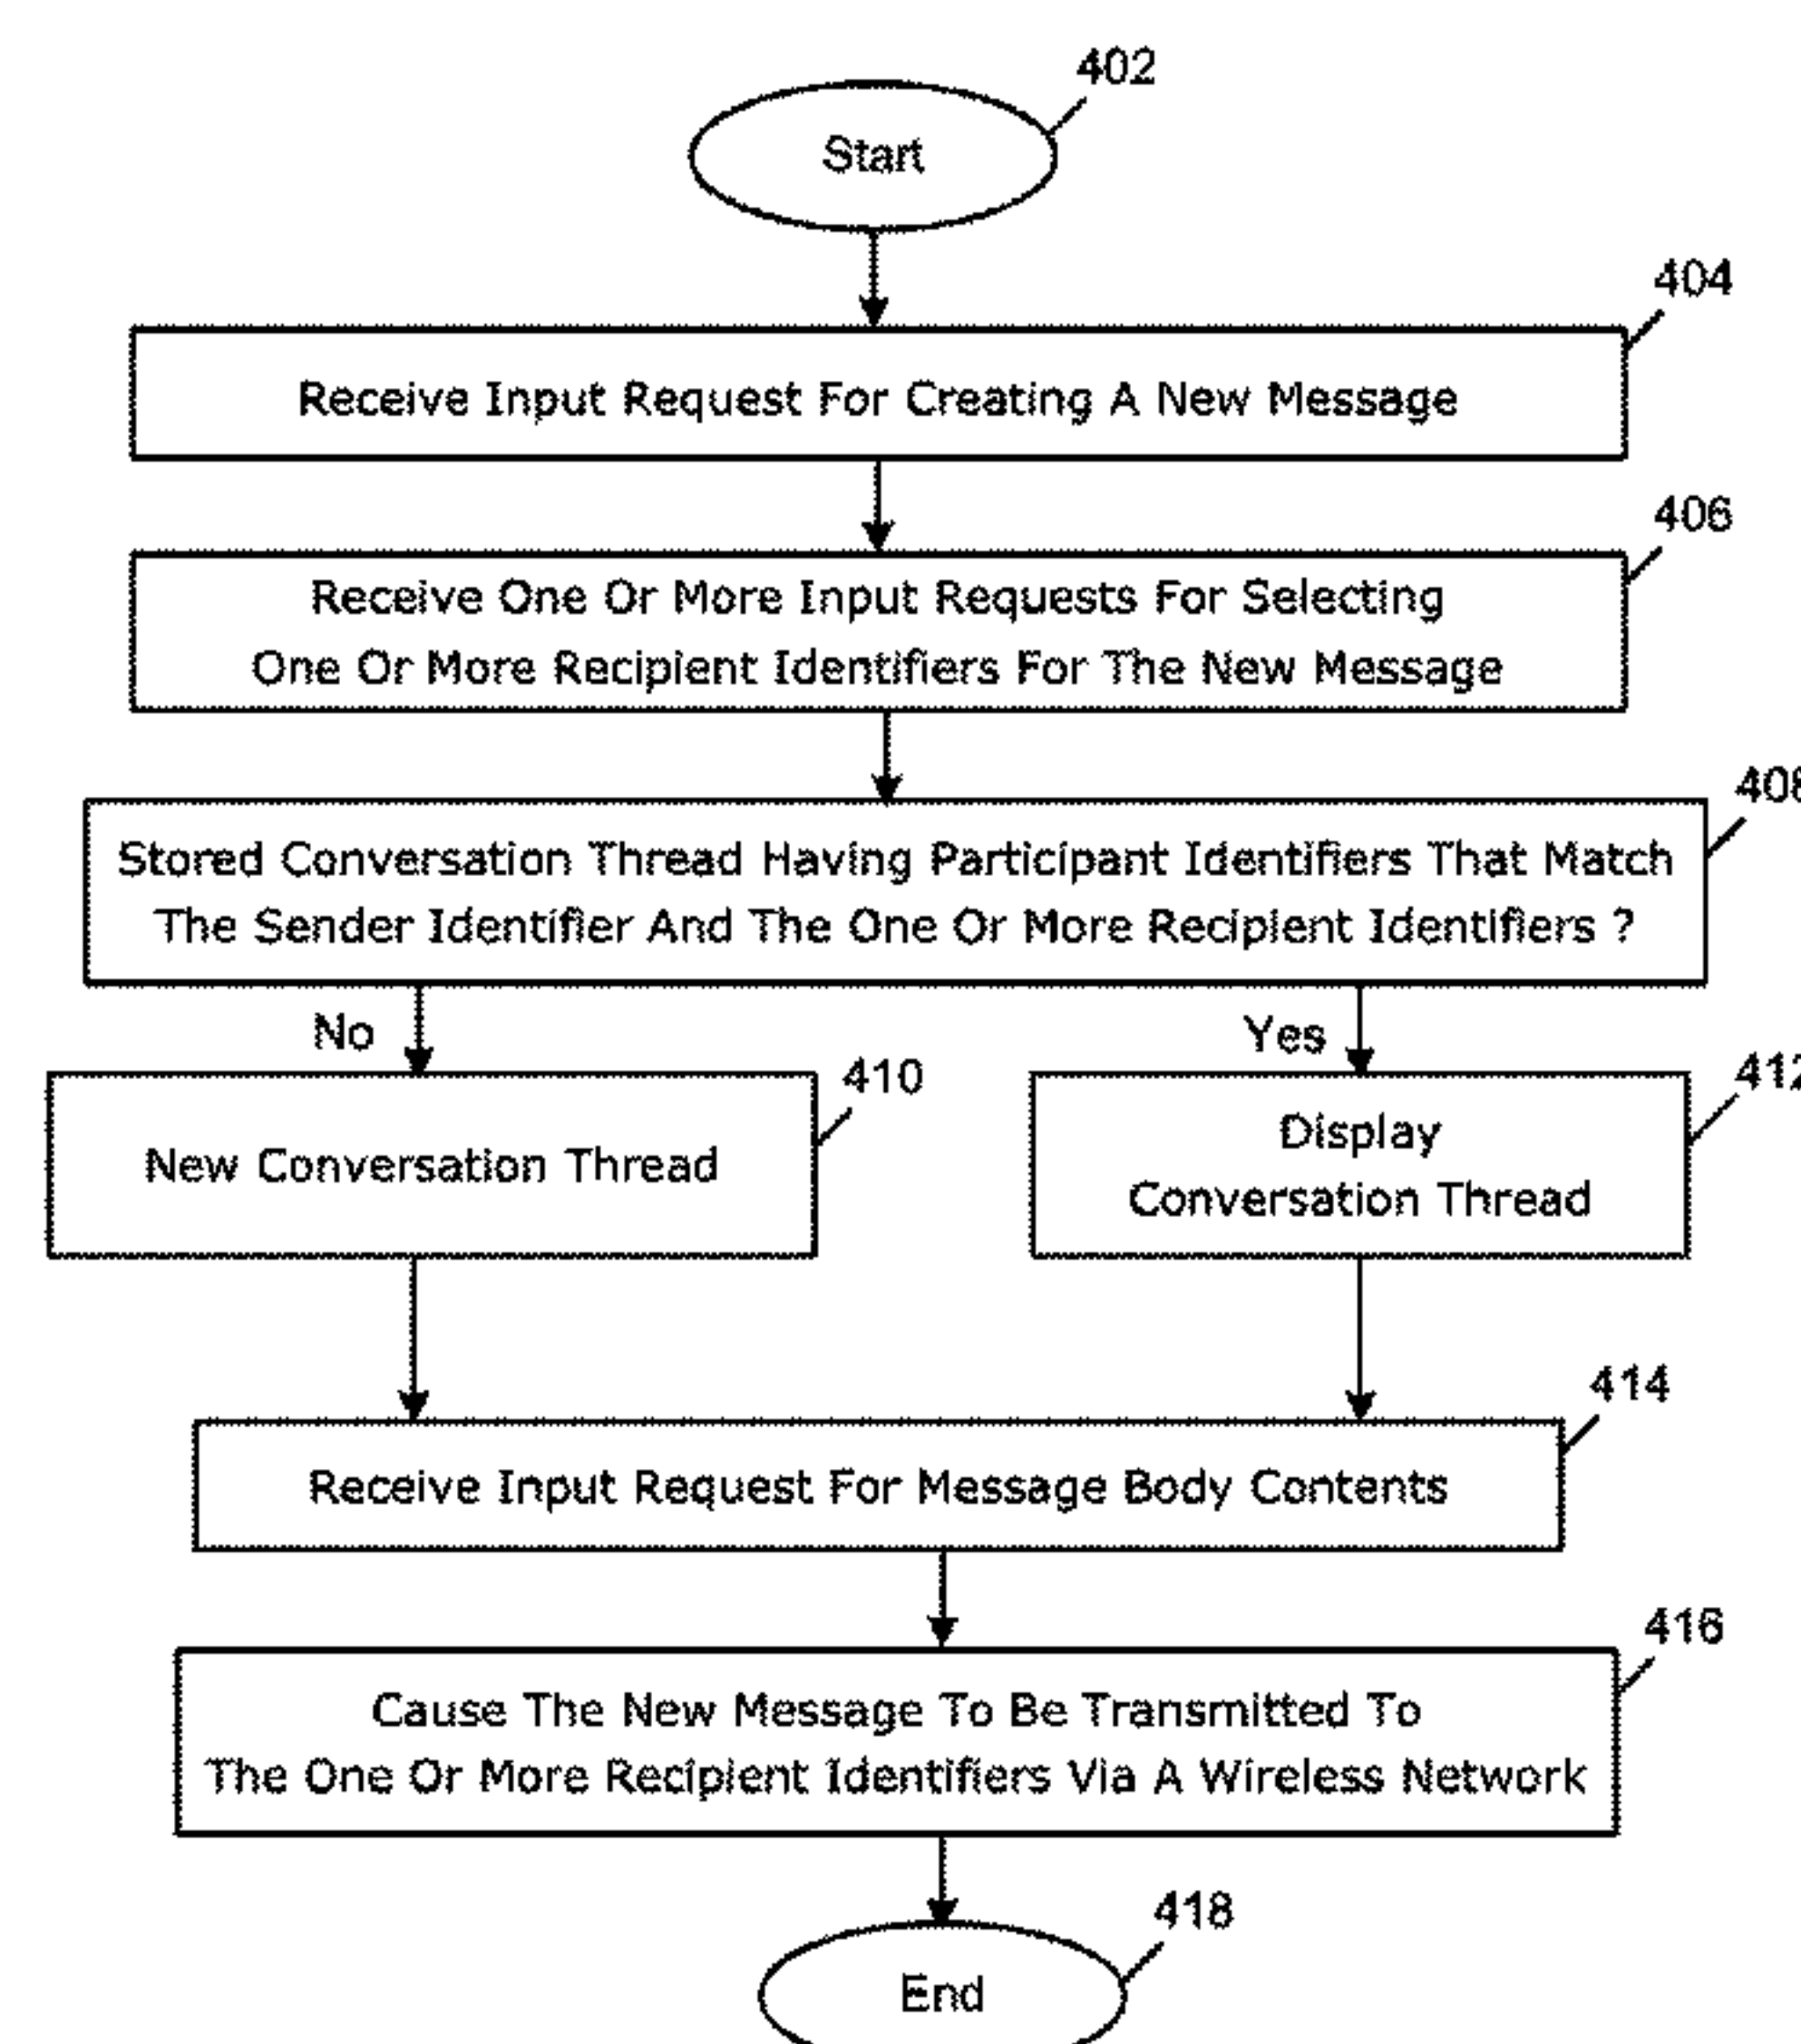 402
Start
404
Receive Input Request For Creating A New Message
406
Receive One Or More Input Requests For Selecting
One Or More Recipient Identifiers For The New Message
408
Stored Conversation Thread Having Participant Identifiers That Match
The Sender Identifier And The One Or More Recipient Identifiers ?
No
Yes
410
412
New Conversation Thread
Display
Conversation Thread
414
Receive Input Request For Message Body Contents
416
Cause The New Message To Be Transmitted To
The One Or More Recipient Identifiers Via A Wireless Network
418
End